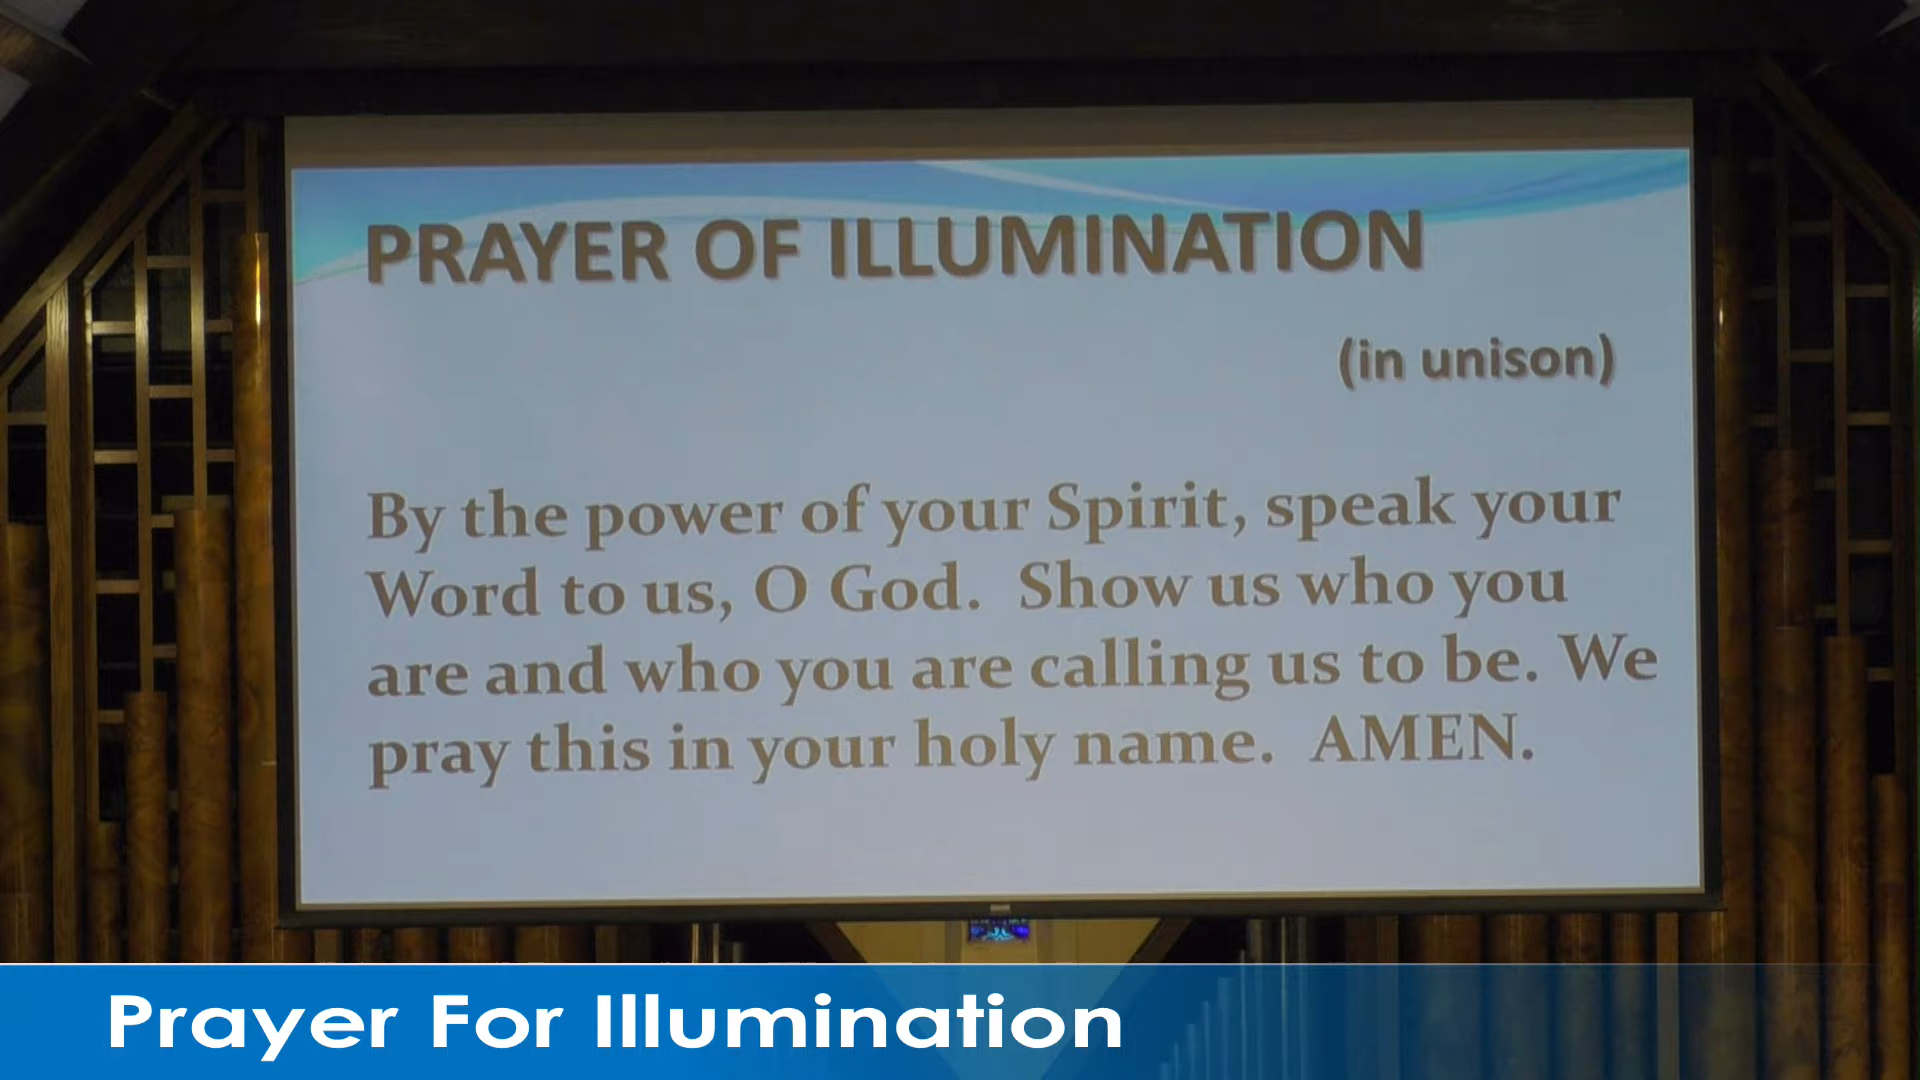 PRAYER OF ILLUMINATION
(in unison)
By the power of your Spirit, speak your
Word to us, O God.  Show us who you
are and who you are calling us to be. We
pray this in your holy name.  AMEN.
Prayer For Illumination